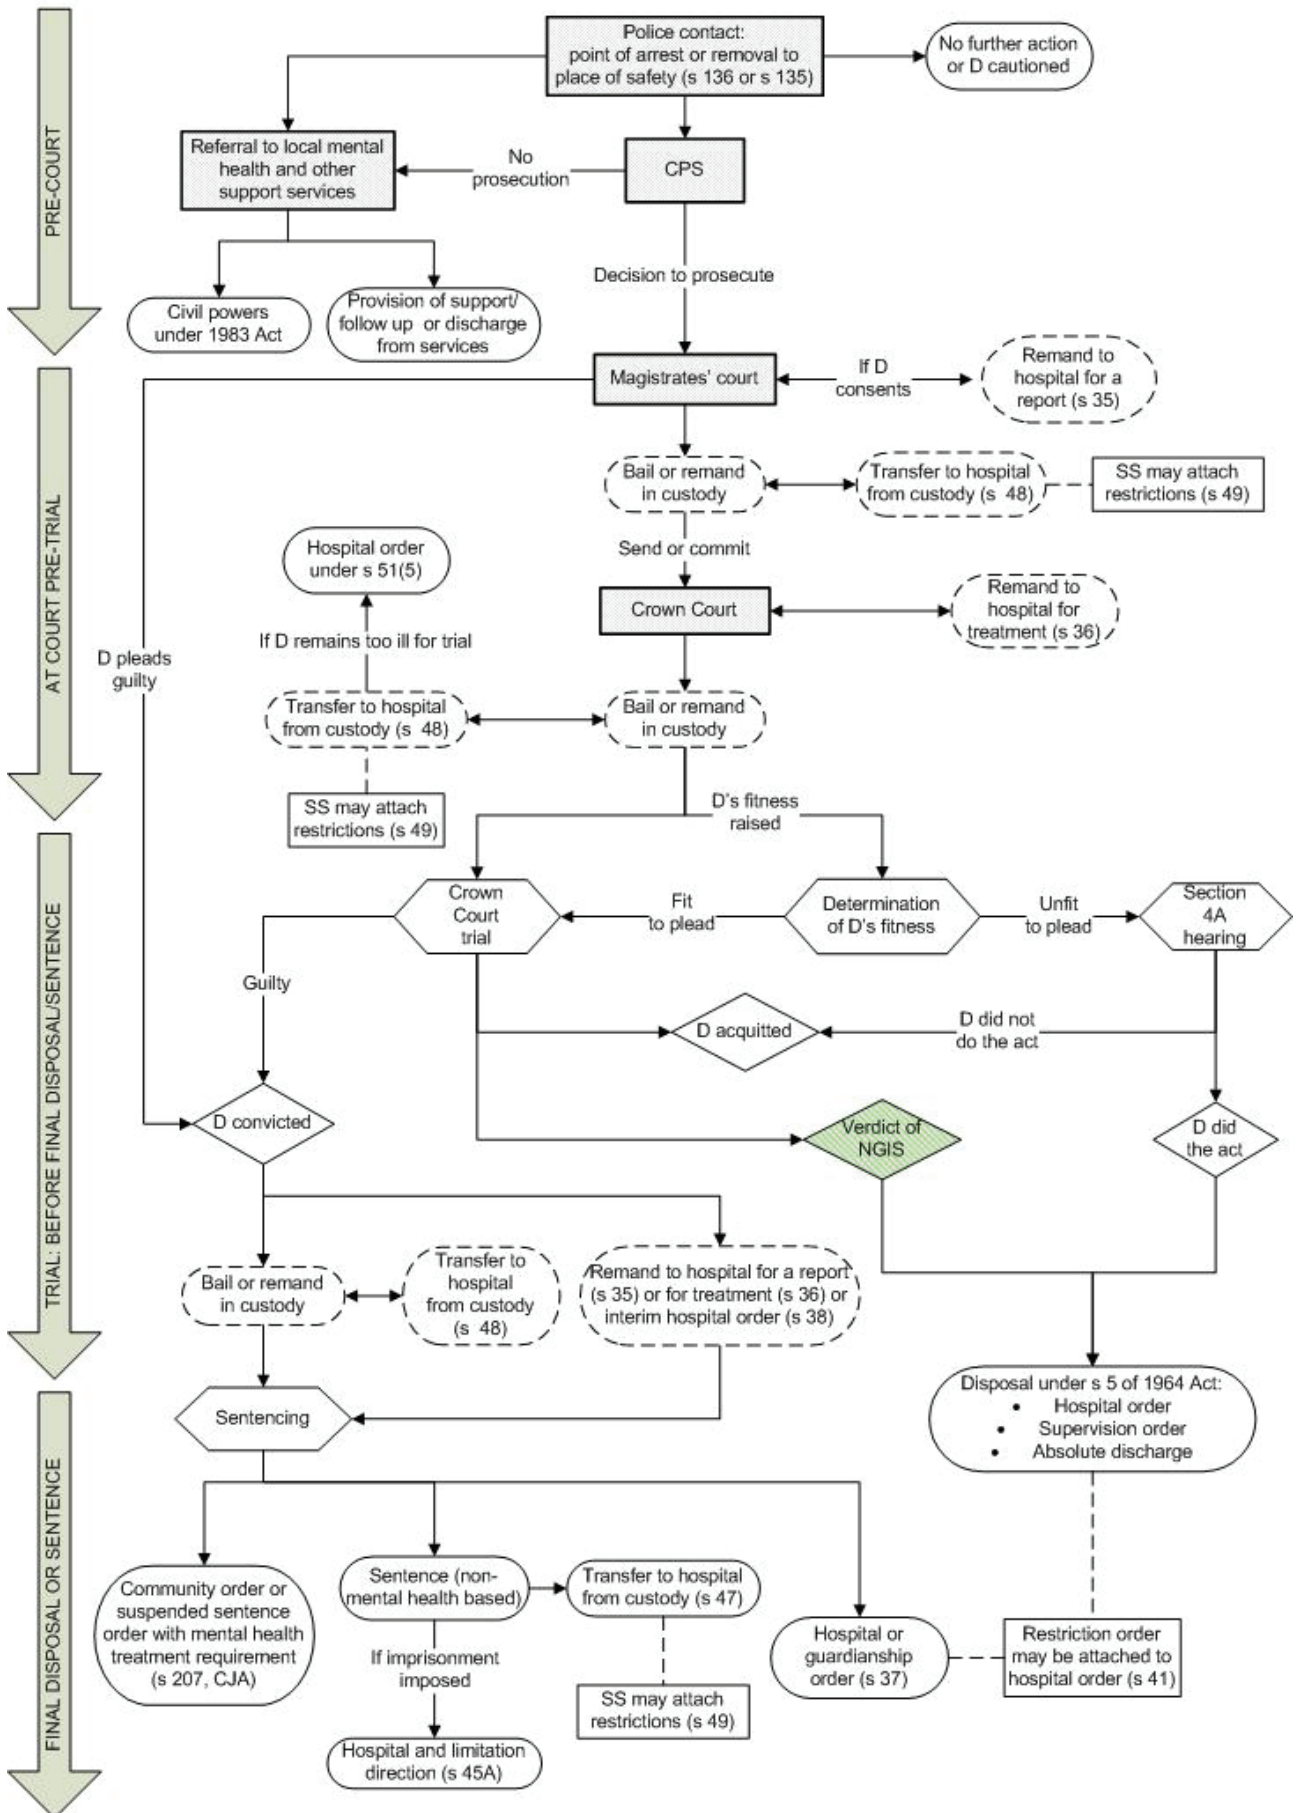 PRE-COURT
Police contact:
point of arrest or removal to
place of safety (s 136 or s 135)
No further action
or D cautioned
Referral to local mental
health and other
support services
No
prosecution
CPS
Decision to prosecute
Civil powers
under 1983 Act
Provision of support/
follow up or discharge
from services
AT COURT PRE-TRIAL
Magistrates' court
If D
consents
Remand to
hospital for a
report (s 35)
Bail or remand
in custody
Transfer to hospital
from custody (s 48)
SS may attach
restrictions (s 49)
Send or commit
Hospital order
under s 51(5)
Crown Court
Remand to
hospital for
treatment (s 36)
If D remains too ill for trial
D pleads
guilty
Transfer to hospital
from custody (s 48)
Bail or remand
in custody
SS may attach
restrictions (s 49)
D's fitness
raised
TRIAL: BEFORE FINAL DISPOSAL/SENTENCE
Crown
Court
trial
Fit
to plead
Determination
of D's fitness
Unfit
to plead
Section
4A
hearing
Guilty
D acquitted
D did not
do the act
D convicted
Verdict of
NGIS
D did
the act
Bail or remand
in custody
Transfer to
hospital
from custody
(s 48)
Remand to hospital for a report
(s 35) or for treatment (s 36) or
interim hospital order (s 38)
FINAL DISPOSAL OR SENTENCE
Sentencing
Disposal under s 5 of 1964 Act:
• Hospital order
• Supervision order
• Absolute discharge
Community order or
suspended sentence
order with mental health
treatment requirement
(s 207, CJA)
Sentence (non-
mental health based)
Transfer to hospital
from custody (s 47)
If imprisonment
imposed
SS may attach
restrictions (s 49)
Hospital or
guardianship
order (s 37)
Restriction order
may be attached to
hospital order (s 41)
Hospital and limitation
direction (s 45A)